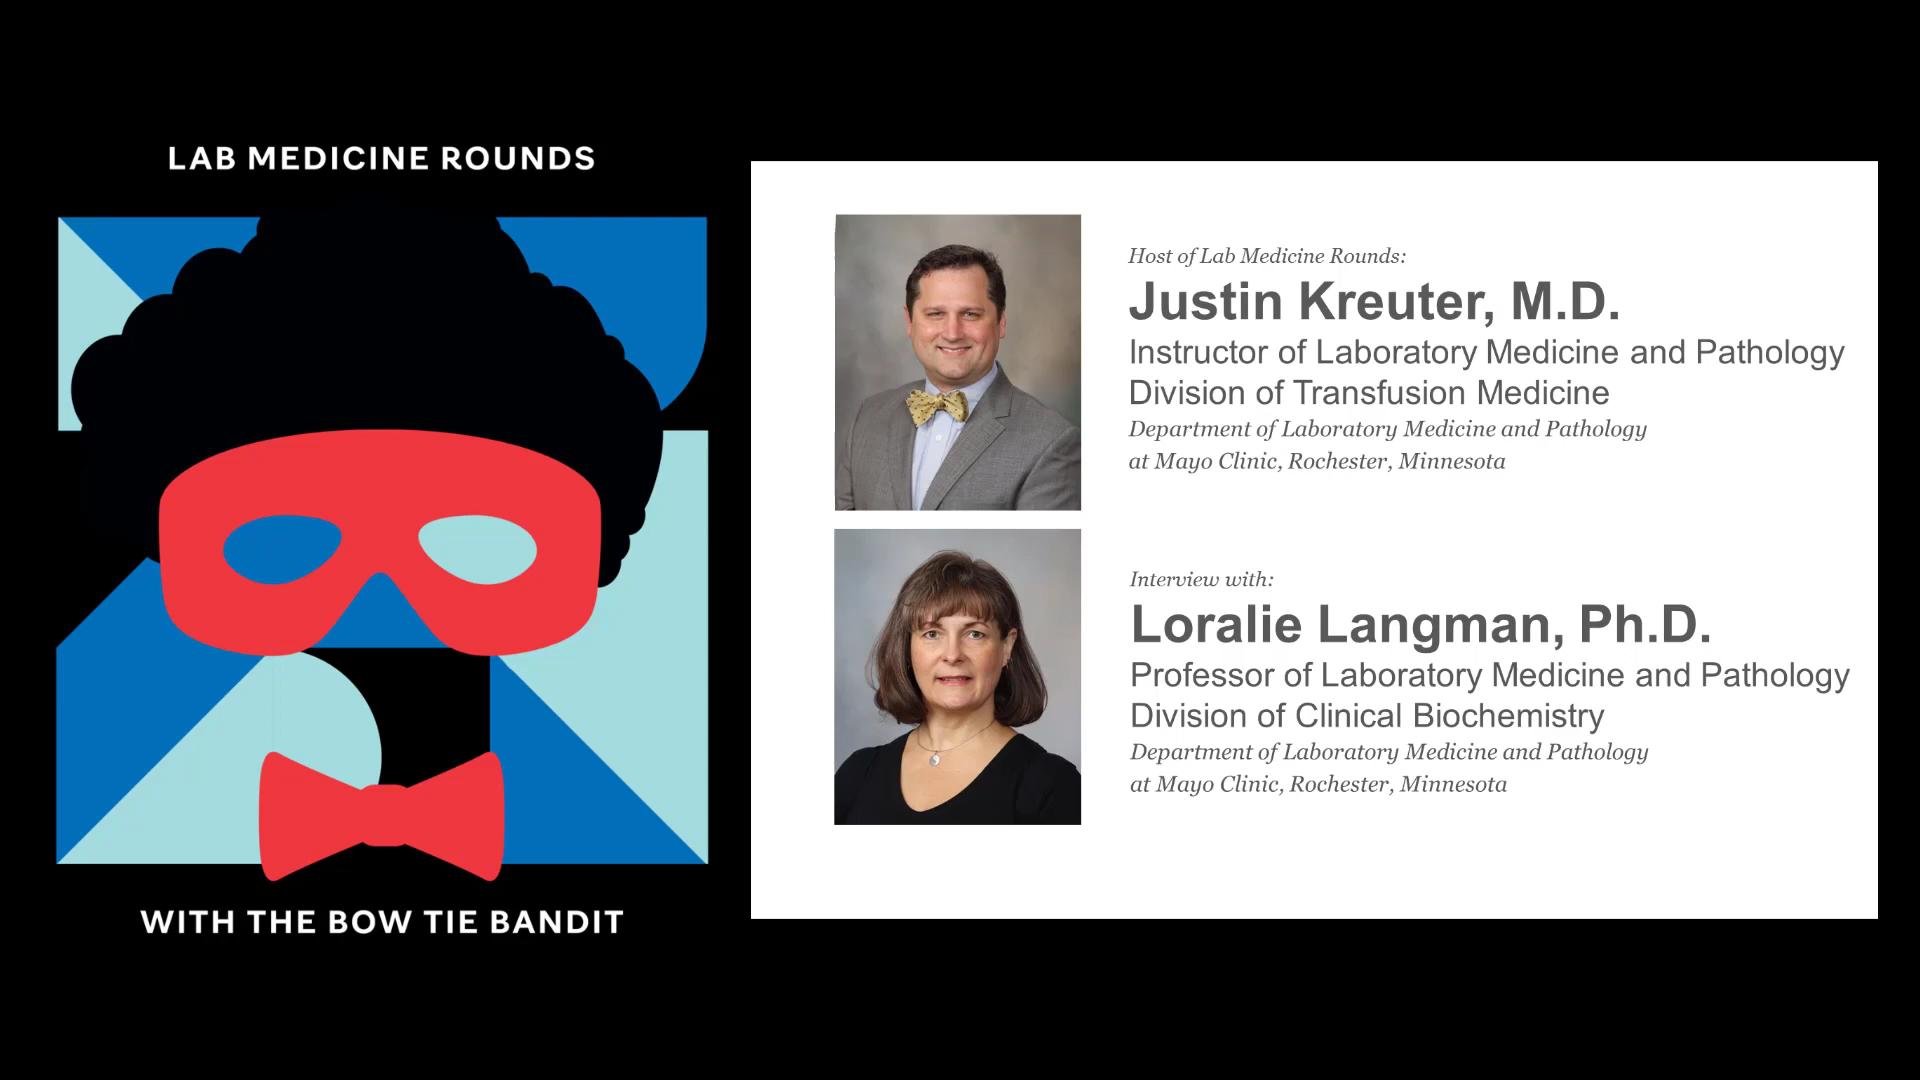 LAB MEDICINE ROUNDS
WITH THE BOW TIE BANDIT
Host of Lab Medicine Rounds:
Justin Kreuter, M.D.
Instructor of Laboratory Medicine and Pathology
Division of Transfusion Medicine
Department of Laboratory Medicine and Pathology
at Mayo Clinic, Rochester, Minnesota
Interview with:
Loralie Langman, Ph.D.
Professor of Laboratory Medicine and Pathology
Division of Clinical Biochemistry
Department of Laboratory Medicine and Pathology
at Mayo Clinic, Rochester, Minnesota